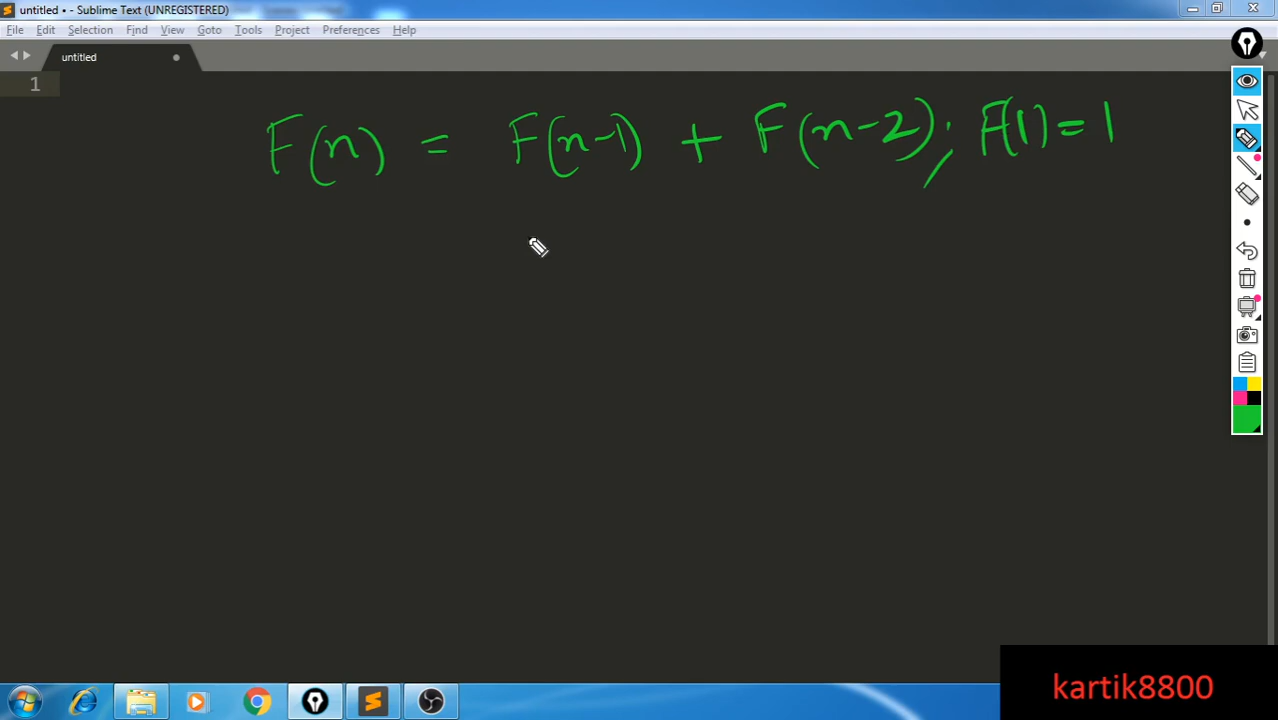 untitled • - Sublime Text (UNREGISTERED)
File Edit Selection Find View Goto Tools Project Preferences Help
untitled
1
F(n) = F(n-1) + F(n-2); F(1) = 1
kartik8800